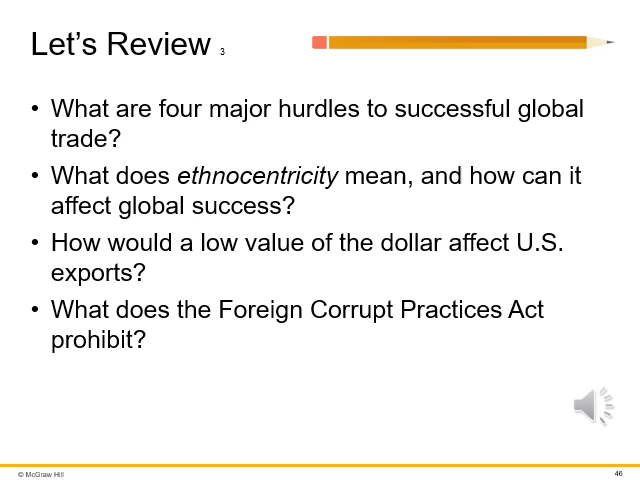 Let’s Review 3
• What are four major hurdles to successful global
trade?
• What does ethnocentricity mean, and how can it
affect global success?
• How would a low value of the dollar affect U.S.
exports?
• What does the Foreign Corrupt Practices Act
prohibit?
© McGraw Hill
46